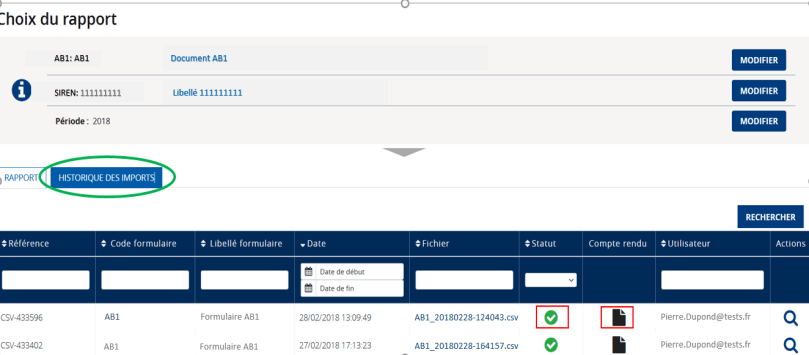 Choix du rapport
AB1: AB1 Document AB1 MODIFIER
SIREN: 111111111 Libellé 111111111 MODIFIER
Période : 2018 MODIFIER
RAPPORT HISTORIQUE DES IMPORTS
RECHERCHER
Référence Code formulaire Libellé formulaire Date Fichier Statut Compte rendu Utilisateur Actions
Date de début
Date de fin
CSV-433596 AB1 Formulaire AB1 28/02/2018 13:09:49 AB1_20180228-124043.csv Pierre.Dupond@tests.fr
CSV-433402 AB1 Formulaire AB1 27/02/2018 17:13:23 AB1_20180228-164157.csv Pierre.Dupond@tests.fr